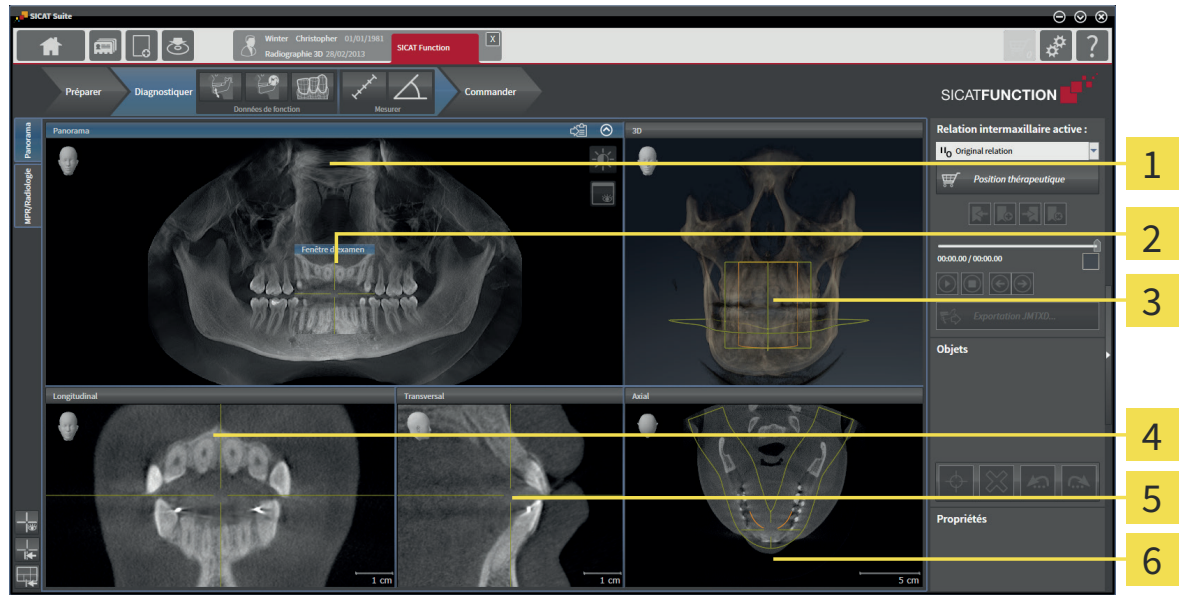 SICAT Suite
Winter Christopher 01/01/1981
Radiographie 3D 28/02/2013
SICAT Function
X
?
Préparer
Diagnostiquer
Données de fonction
Mesurer
Commander
SICATFUNCTION
Panorama
MPR/Radiologie
Panorama
3D
Fenêtre d'examen
Relation intermaxillaire active :
Original relation
Position thérapeutique
00:00.00 / 00:00.00
Exportation JMTXD...
Objets
Longitudinal
Transversal
Axial
1 cm
1 cm
5 cm
Propriétés
1
2
3
4
5
6